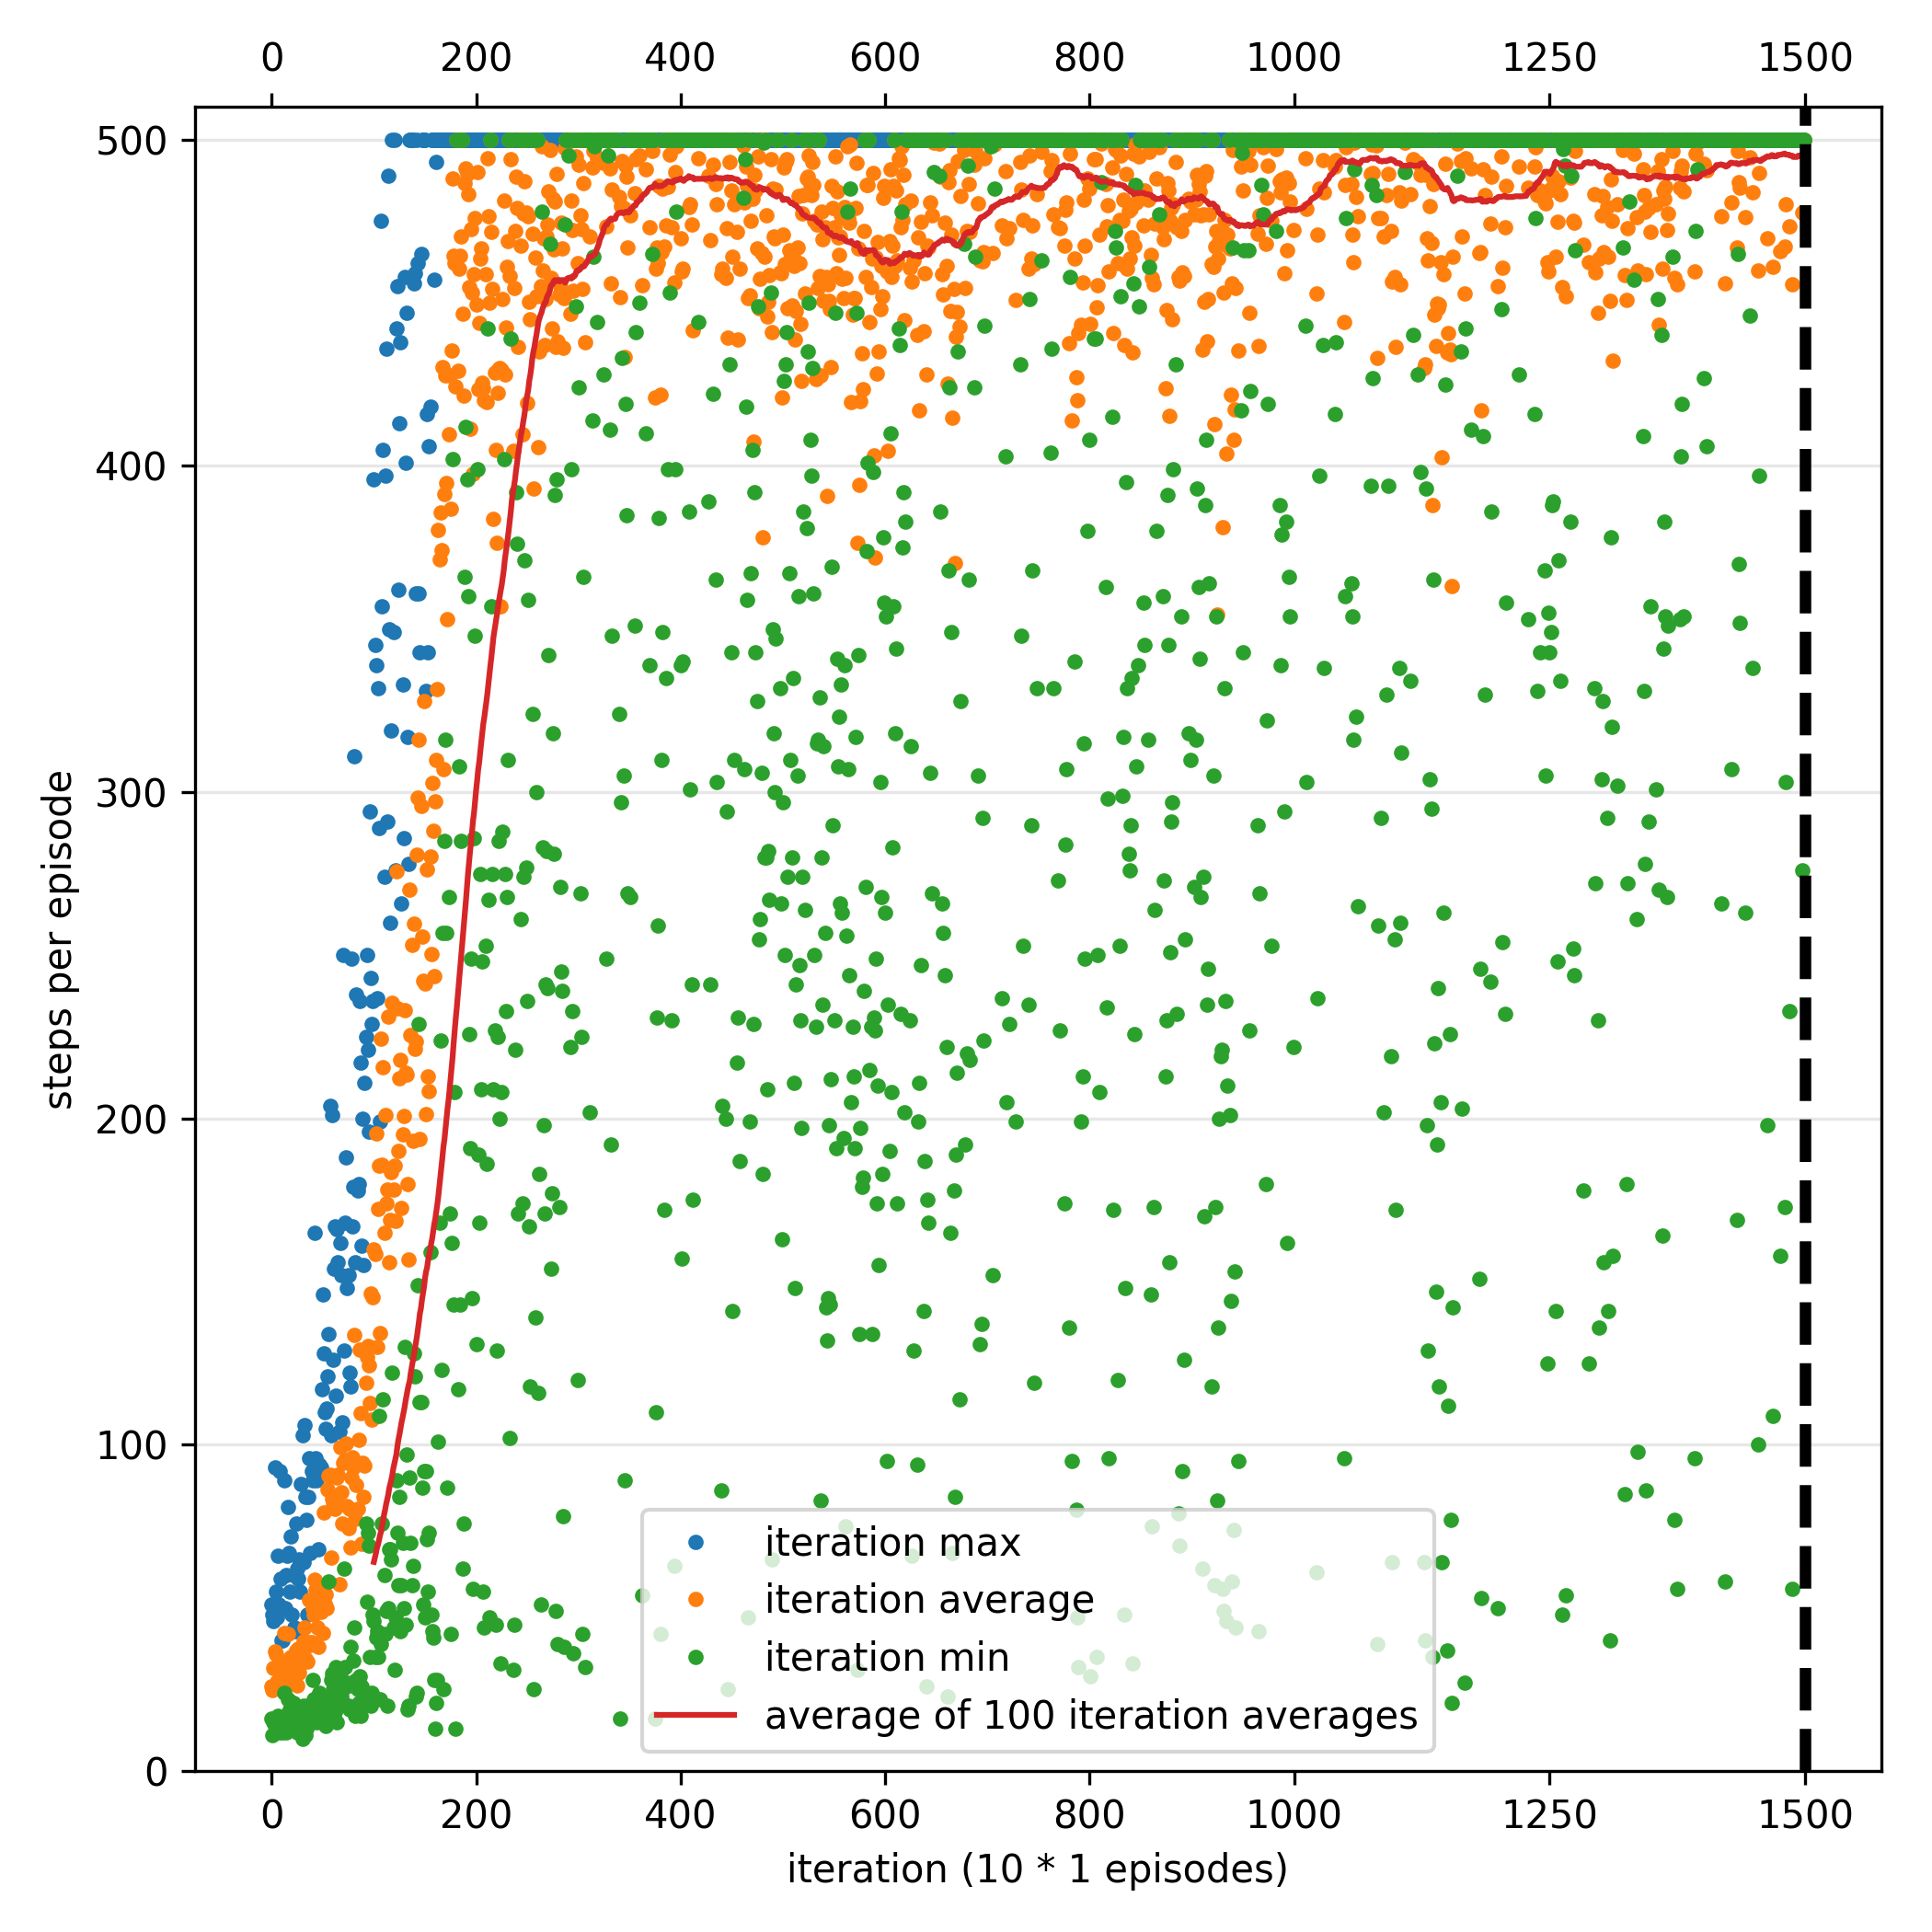 0 200 400 600 800 1000 1250 1500
500
400
300
200
100
0
steps per episode
iteration max
iteration average
iteration min
average of 100 iteration averages
0 200 400 600 800 1000 1250 1500
iteration (10 * 1 episodes)